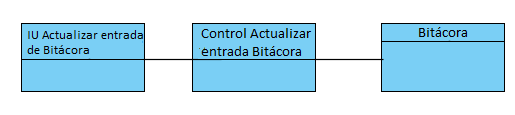 IU Actualizar entrada
de Bitácora
Control Actualizar
entrada Bitácora
Bitácora